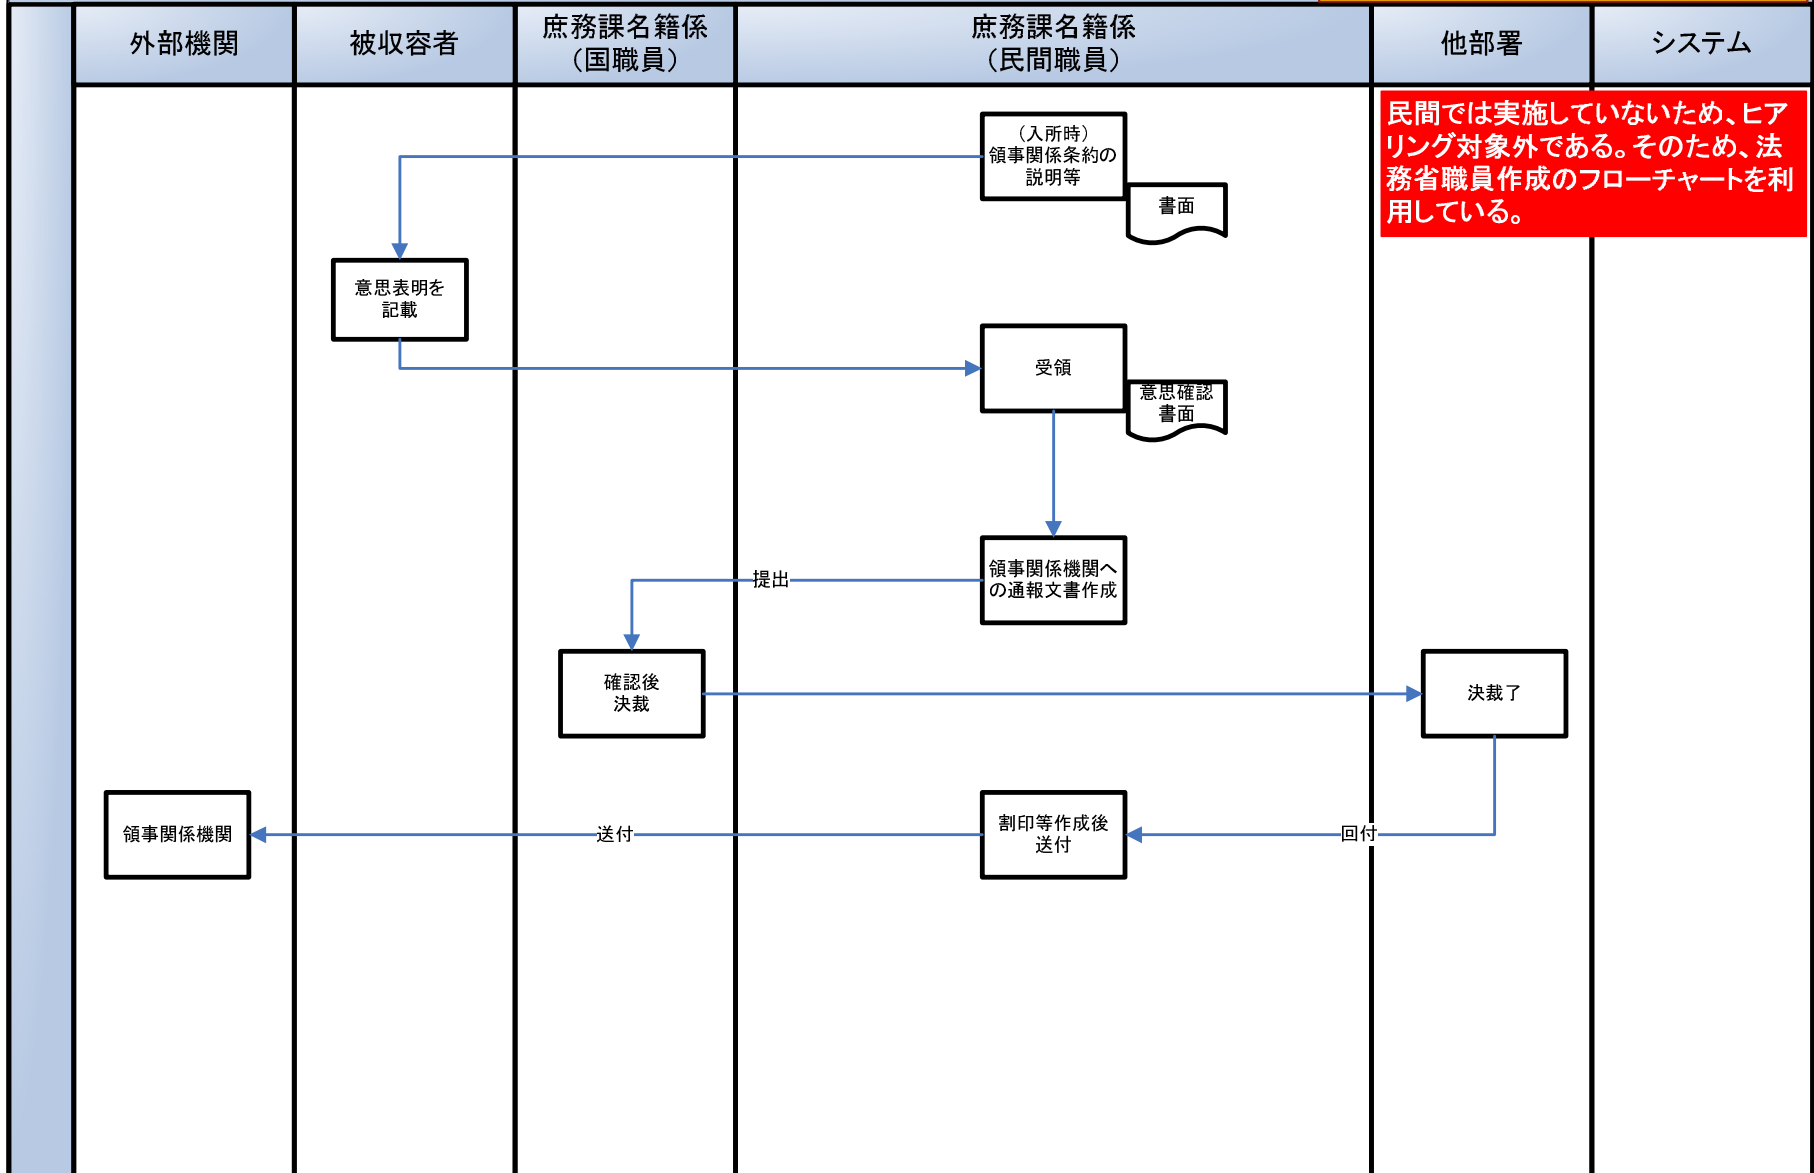 外部機関
被収容者
庶務課名籍係
（国職員）
庶務課名籍係
（民間職員）
他部署
システム
民間では実施していないため、ヒア
リング対象外である。そのため、法
務省職員作成のフローチャートを利
用している。
（入所時）
領事関係条約の
説明等
書面
意思表明を
記載
受領
意思確認
書面
領事関係機関へ
の通報文書作成
提出
確認後
決裁
決裁了
領事関係機関
送付
割印等作成後
送付
回付